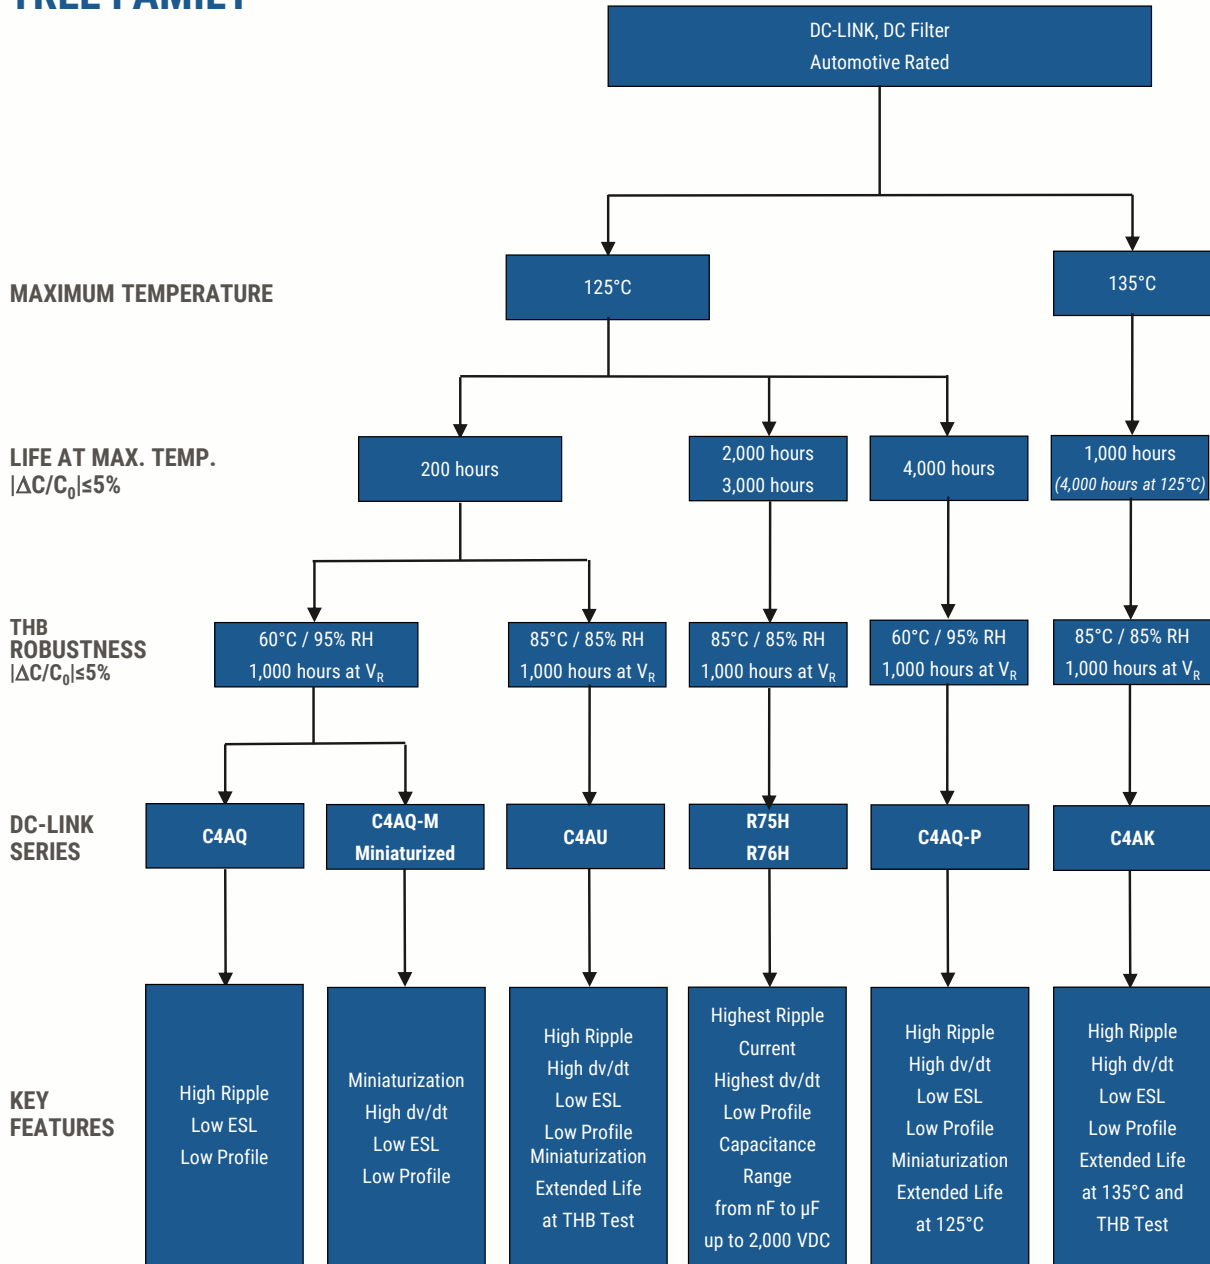 TREE FAMILY
DC-LINK, DC Filter
Automotive Rated
MAXIMUM TEMPERATURE
125°C
135°C
LIFE AT MAX. TEMP.
|ΔC/C₀|≤5%
200 hours
2,000 hours
3,000 hours
4,000 hours
1,000 hours
(4,000 hours at 125°C)
THB
ROBUSTNESS
|ΔC/C₀|≤5%
60°C / 95% RH
1,000 hours at VR
85°C / 85% RH
1,000 hours at VR
85°C / 85% RH
1,000 hours at VR
60°C / 95% RH
1,000 hours at VR
85°C / 85% RH
1,000 hours at VR
DC-LINK
SERIES
C4AQ
C4AQ-M
Miniaturized
C4AU
R75H
R76H
C4AQ-P
C4AK
KEY
FEATURES
High Ripple
Low ESL
Low Profile
Miniaturization
High dv/dt
Low ESL
Low Profile
High Ripple
High dv/dt
Low ESL
Low Profile
Miniaturization
Extended Life
at THB Test
Highest Ripple
Current
Highest dv/dt
Low Profile
Capacitance
Range
from nF to µF
up to 2,000 VDC
High Ripple
High dv/dt
Low ESL
Low Profile
Miniaturization
Extended Life
at 125°C
High Ripple
High dv/dt
Low ESL
Low Profile
Extended Life
at 135°C and
THB Test